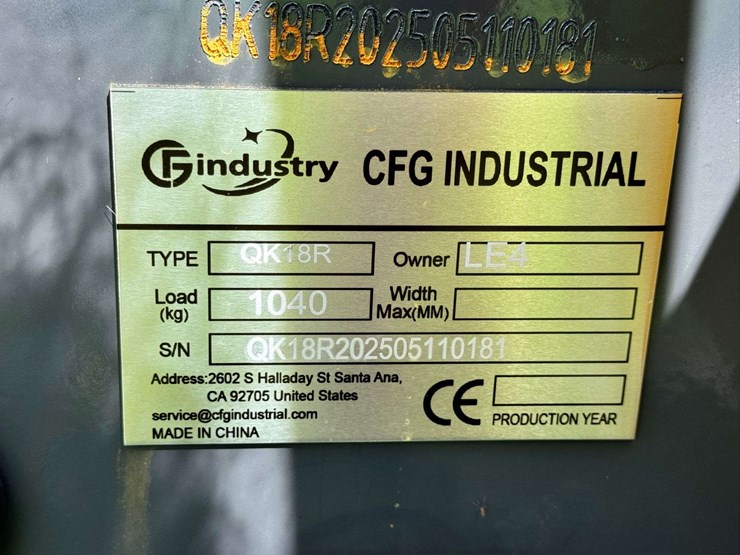 QK18R202505110181
CFGindustry CFG INDUSTRIAL
TYPE QK18R Owner LE4
Load (kg) 1040 Width Max(MM)
S/N QK18R202505110181
Address:2602 S Halladay St Santa Ana,
CA 92705 United States
service@cfgindustrial.com
MADE IN CHINA
CE PRODUCTION YEAR